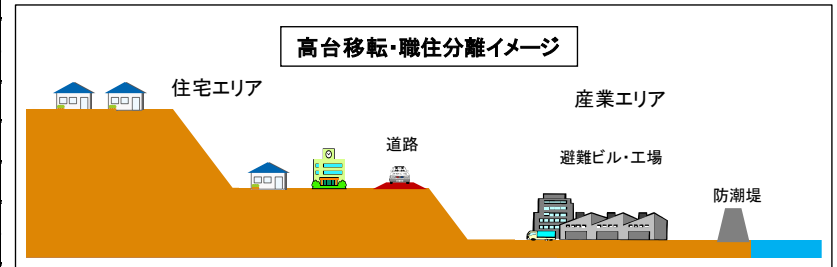 高台移転・職住分離イメージ
住宅エリア
産業エリア
道路
避難ビル・工場
防潮堤